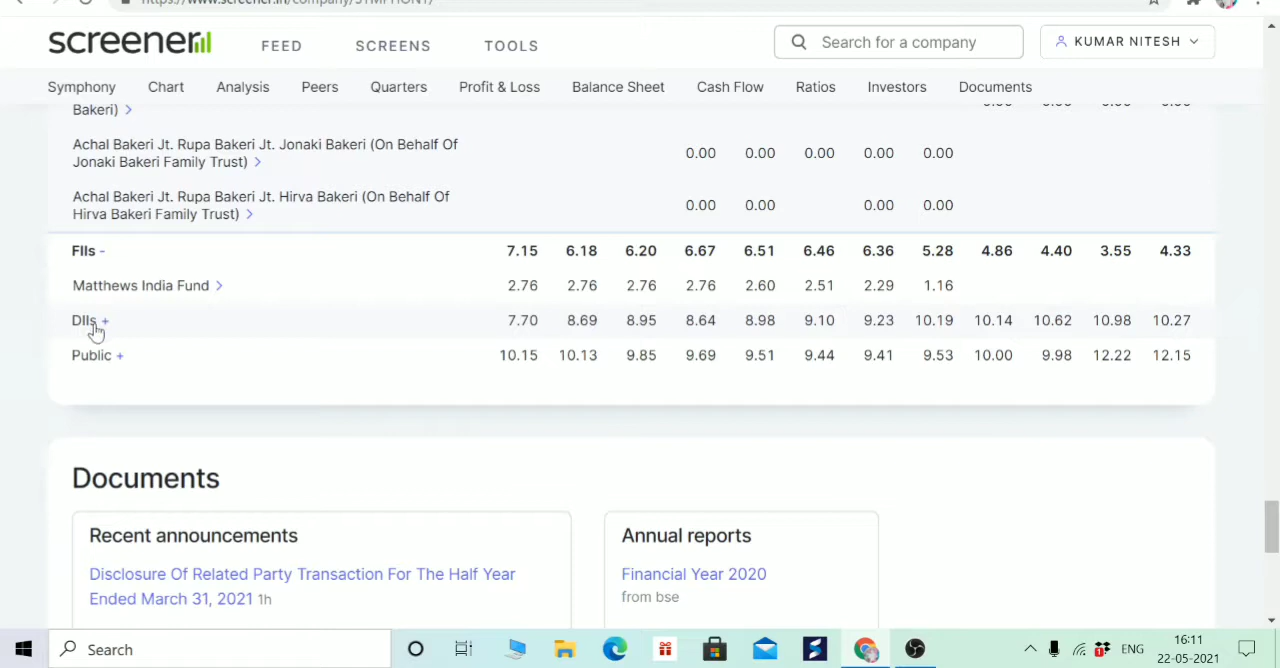 https://www.screener.in/company/SYMPHONY/
screener
FEED
SCREENS
TOOLS
Search for a company
KUMAR NITESH
Symphony
Chart
Analysis
Peers
Quarters
Profit & Loss
Balance Sheet
Cash Flow
Ratios
Investors
Documents
Bakeri) >
Achal Bakeri Jt. Rupa Bakeri Jt. Jonaki Bakeri (On Behalf Of
Jonaki Bakeri Family Trust) >
0.00 0.00 0.00 0.00 0.00
Achal Bakeri Jt. Rupa Bakeri Jt. Hirva Bakeri (On Behalf Of
Hirva Bakeri Family Trust) >
0.00 0.00 0.00 0.00
FIIs - 7.15 6.18 6.20 6.67 6.51 6.46 6.36 5.28 4.86 4.40 3.55 4.33
Matthews India Fund > 2.76 2.76 2.76 2.76 2.60 2.51 2.29 1.16
DIIs + 7.70 8.69 8.95 8.64 8.98 9.10 9.23 10.19 10.14 10.62 10.98 10.27
Public + 10.15 10.13 9.85 9.69 9.51 9.44 9.41 9.53 10.00 9.98 12.22 12.15
Documents
Recent announcements
Disclosure Of Related Party Transaction For The Half Year
Ended March 31, 2021 1h
Annual reports
Financial Year 2020
from bse
Search
ENG
16:11
22-05-2021